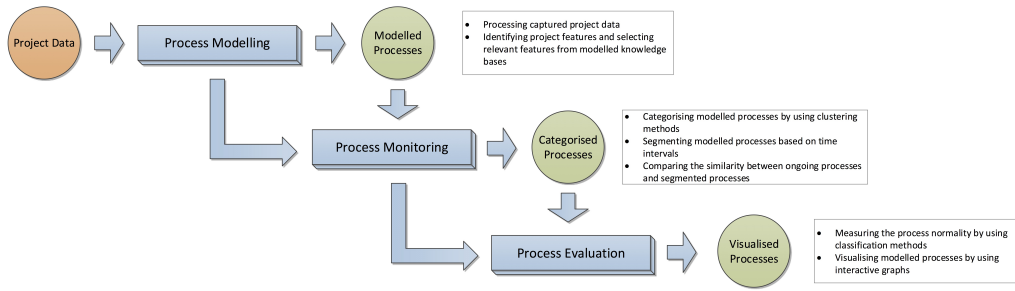 Project Data
Process Modelling
Modelled
Processes
• Processing captured project data
• Identifying project features and selecting
relevant features from modelled knowledge
bases
Process Monitoring
Categorised
Processes
• Categorising modelled processes by using clustering
methods
• Segmenting modelled processes based on time
intervals
• Comparing the similarity between ongoing processes
and segmented processes
Process Evaluation
Visualised
Processes
• Measuring the process normality by using
classification methods
• Visualising modelled processes by using
interactive graphs